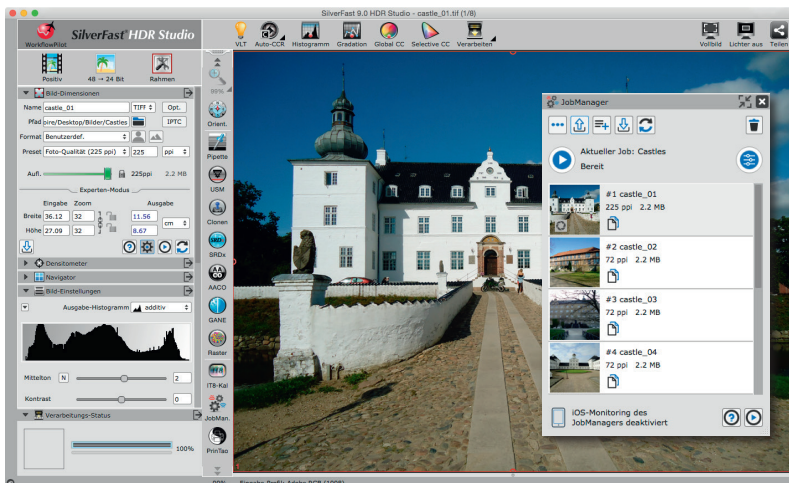 SilverFast 9.0 HDR Studio - castle_01.tif (1/8)
WorkflowPilot
SilverFast HDR Studio
VLT
Auto-CCR
Histogramm
Gradation
Global CC
Selective CC
Verarbeiten
Vollbild
Lichter aus
Teilen
Positiv
48 → 24 Bit
Rahmen
Bild-Dimensionen
Name castle_01 TIFF Opt.
Pfad pire/Desktop/Bilder/Castles IPTC
Format Benutzerdef.
Preset Foto-Qualität (225 ppi) 225 ppi
Aufl. 225ppi 2.2 MB
Experten-Modus
Eingabe Zoom Ausgabe
Breite 36.12 32 11.56 cm
Höhe 27.09 32 8.67
Densitometer
Navigator
Bild-Einstellungen
Ausgabe-Histogramm additiv
Mittelton N 2
Kontrast 0
Verarbeitungs-Status
100%
99%
Orient.
Pipette
USM
Clonen
SRDx
SRDx
AACO
GANE
Raster
IT8-Kal
JobMan.
PrinTao
JobManager
Aktueller Job: Castles
Bereit
#1 castle_01
225 ppi 2.2 MB
#2 castle_02
72 ppi 2.2 MB
#3 castle_03
72 ppi 2.2 MB
#4 castle_04
72 ppi 2.2 MB
iOS-Monitoring des
JobManagers deaktiviert